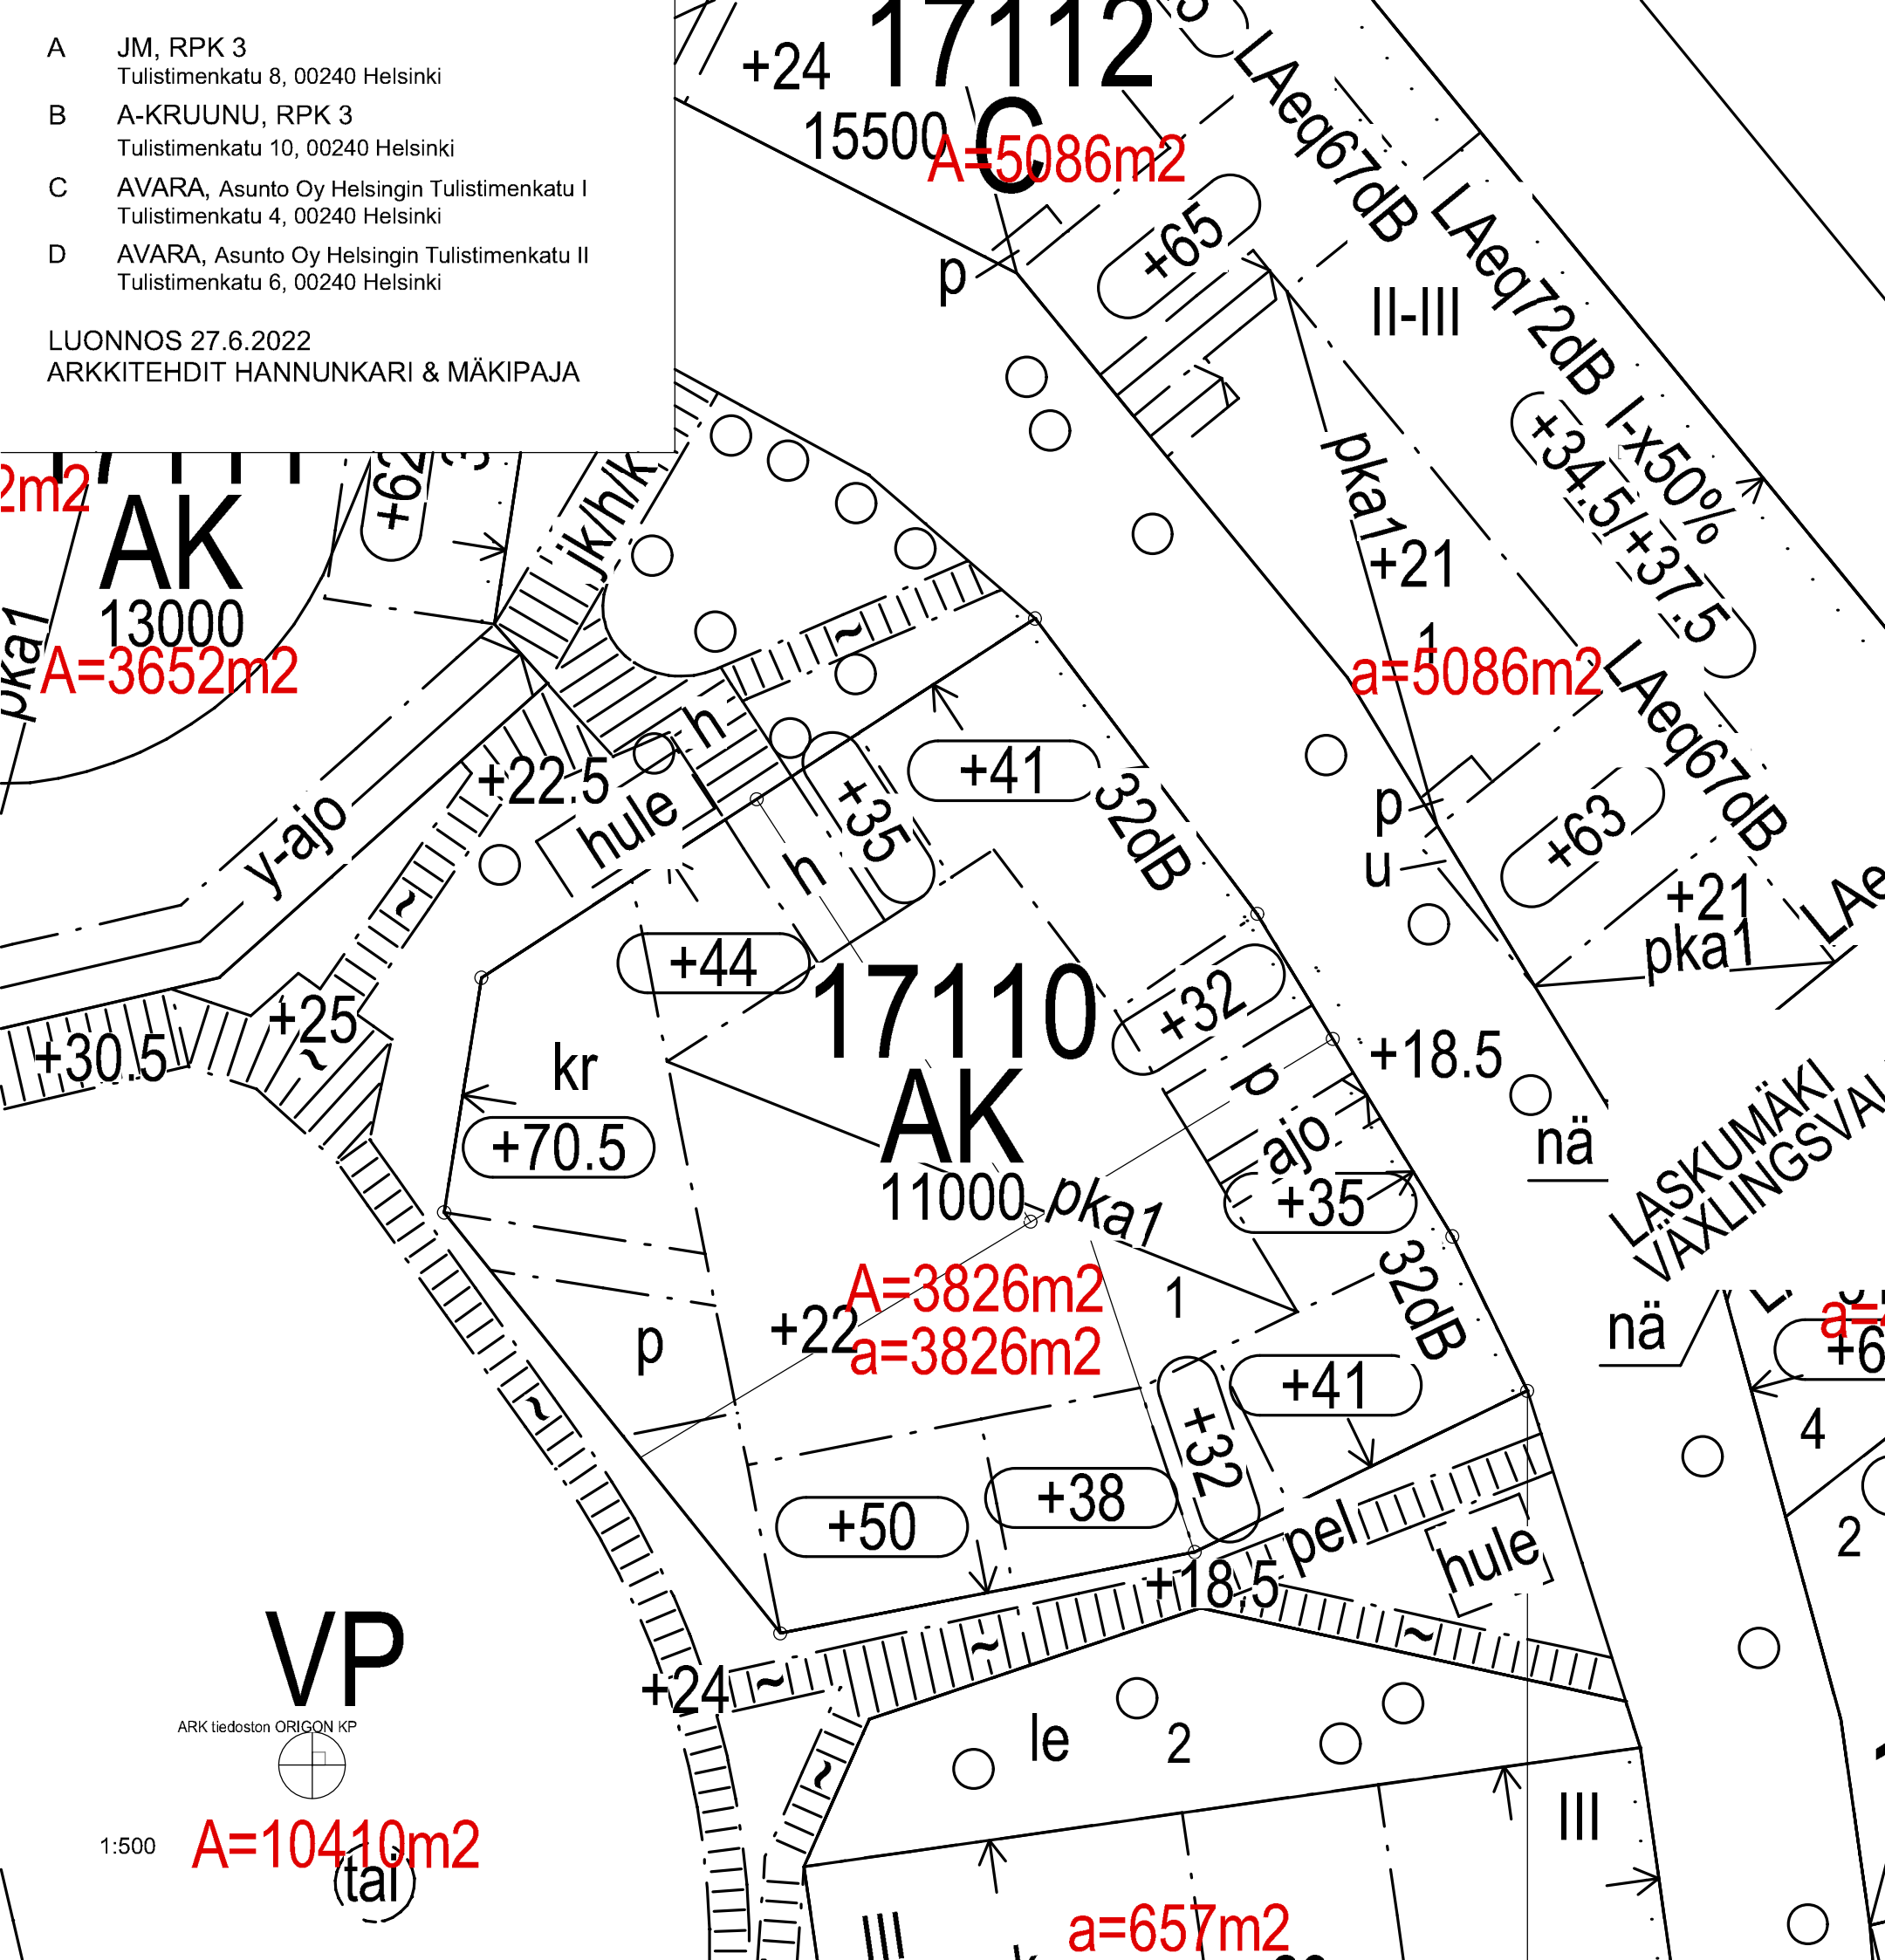 A JM, RPK 3
Tulistimenkatu 8, 00240 Helsinki
B A-KRUUNU, RPK 3
Tulistimenkatu 10, 00240 Helsinki
C AVARA, Asunto Oy Helsingin Tulistimenkatu I
Tulistimenkatu 4, 00240 Helsinki
D AVARA, Asunto Oy Helsingin Tulistimenkatu II
Tulistimenkatu 6, 00240 Helsinki
LUONNOS 27.6.2022
ARKKITEHDIT HANNUNKARI & MÄKIPAJA
17112
+24
C
15500
A=5086m2
LAeq67dB
+65
p
LAeq72dB
II-III
I-x50%
+34.5/+37.5
pka1
+21
1
a=5086m2
LAeq67dB
AK
13000
A=3652m2
pka1
jk/h/k
~
h
+22.5
hule
y-ajo
+35
+41
32dB
h
p
u
+63
+21
pka1
~
+44
17110
AK
11000
+32
p
ajo
+35
+18.5
nä
LASKUMÄKI
+25
~
+30.5
kr
+70.5
pka1
A=3826m2
1
+22
a=3826m2
32dB
nä
p
~
+41
+32
+38
+50
4
2
pel
hule
+18.5
~
~
~
+24
VP
ARK tiedoston ORIGON KP
le
2
~
III
1:500
A=10410m2
tai
a=657m2
III